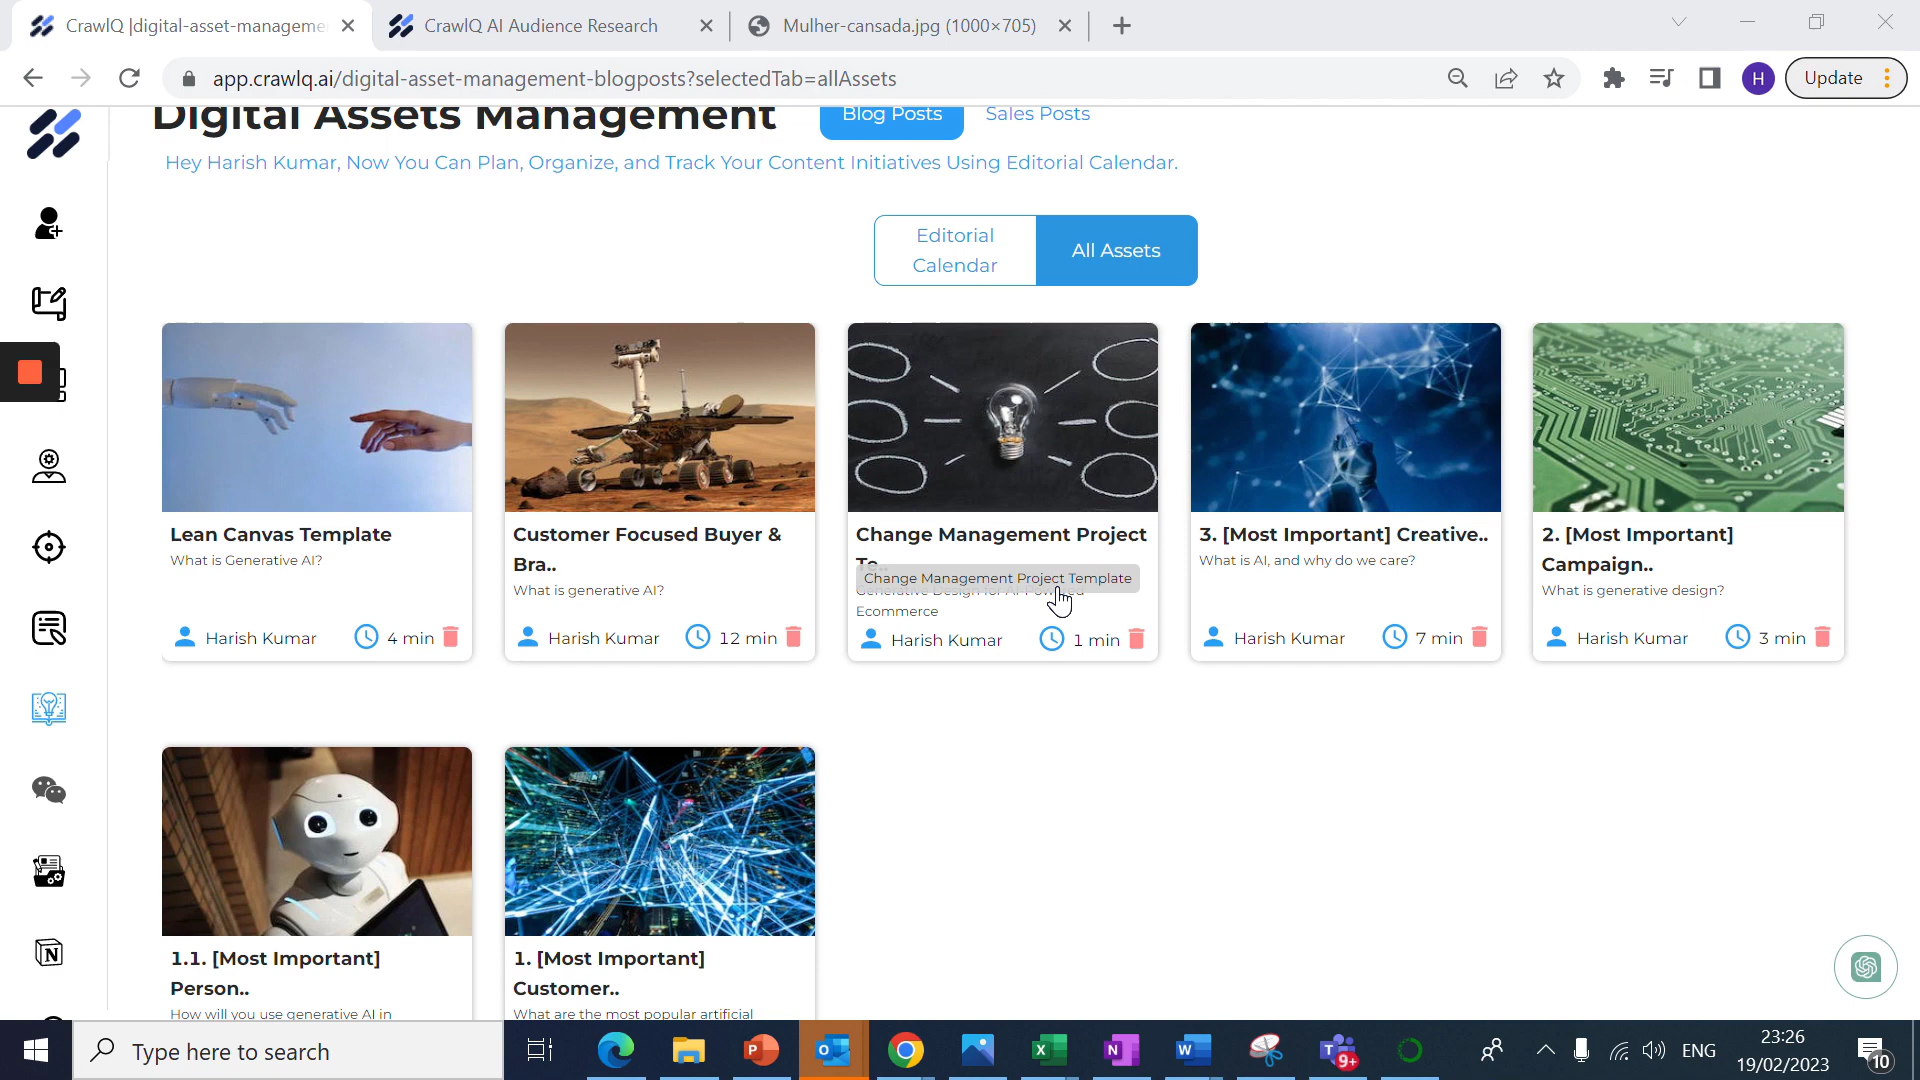 CrawlQ |digital-asset-manageme
CrawlQ AI Audience Research
Mulher-cansada.jpg (1000×705)
app.crawlq.ai/digital-asset-management-blogposts?selectedTab=allAssets
H
Update
Digital Assets Management
Blog Posts
Sales Posts
Hey Harish Kumar, Now You Can Plan, Organize, and Track Your Content Initiatives Using Editorial Calendar.
Editorial
Calendar
All Assets
Lean Canvas Template
What is Generative AI?
Harish Kumar
4 min
Customer Focused Buyer &
Bra..
What is generative AI?
Harish Kumar
12 min
Change Management Project
Te..
Change Management Project Template
Generative Design for AI-Powered
Ecommerce
Harish Kumar
1 min
3. [Most Important] Creative..
What is AI, and why do we care?
Harish Kumar
7 min
2. [Most Important]
Campaign..
What is generative design?
Harish Kumar
3 min
1.1. [Most Important]
Person..
How will you use generative AI in
1. [Most Important]
Customer..
What are the most popular artificial
N
Type here to search
9+
ENG
23:26
19/02/2023
10